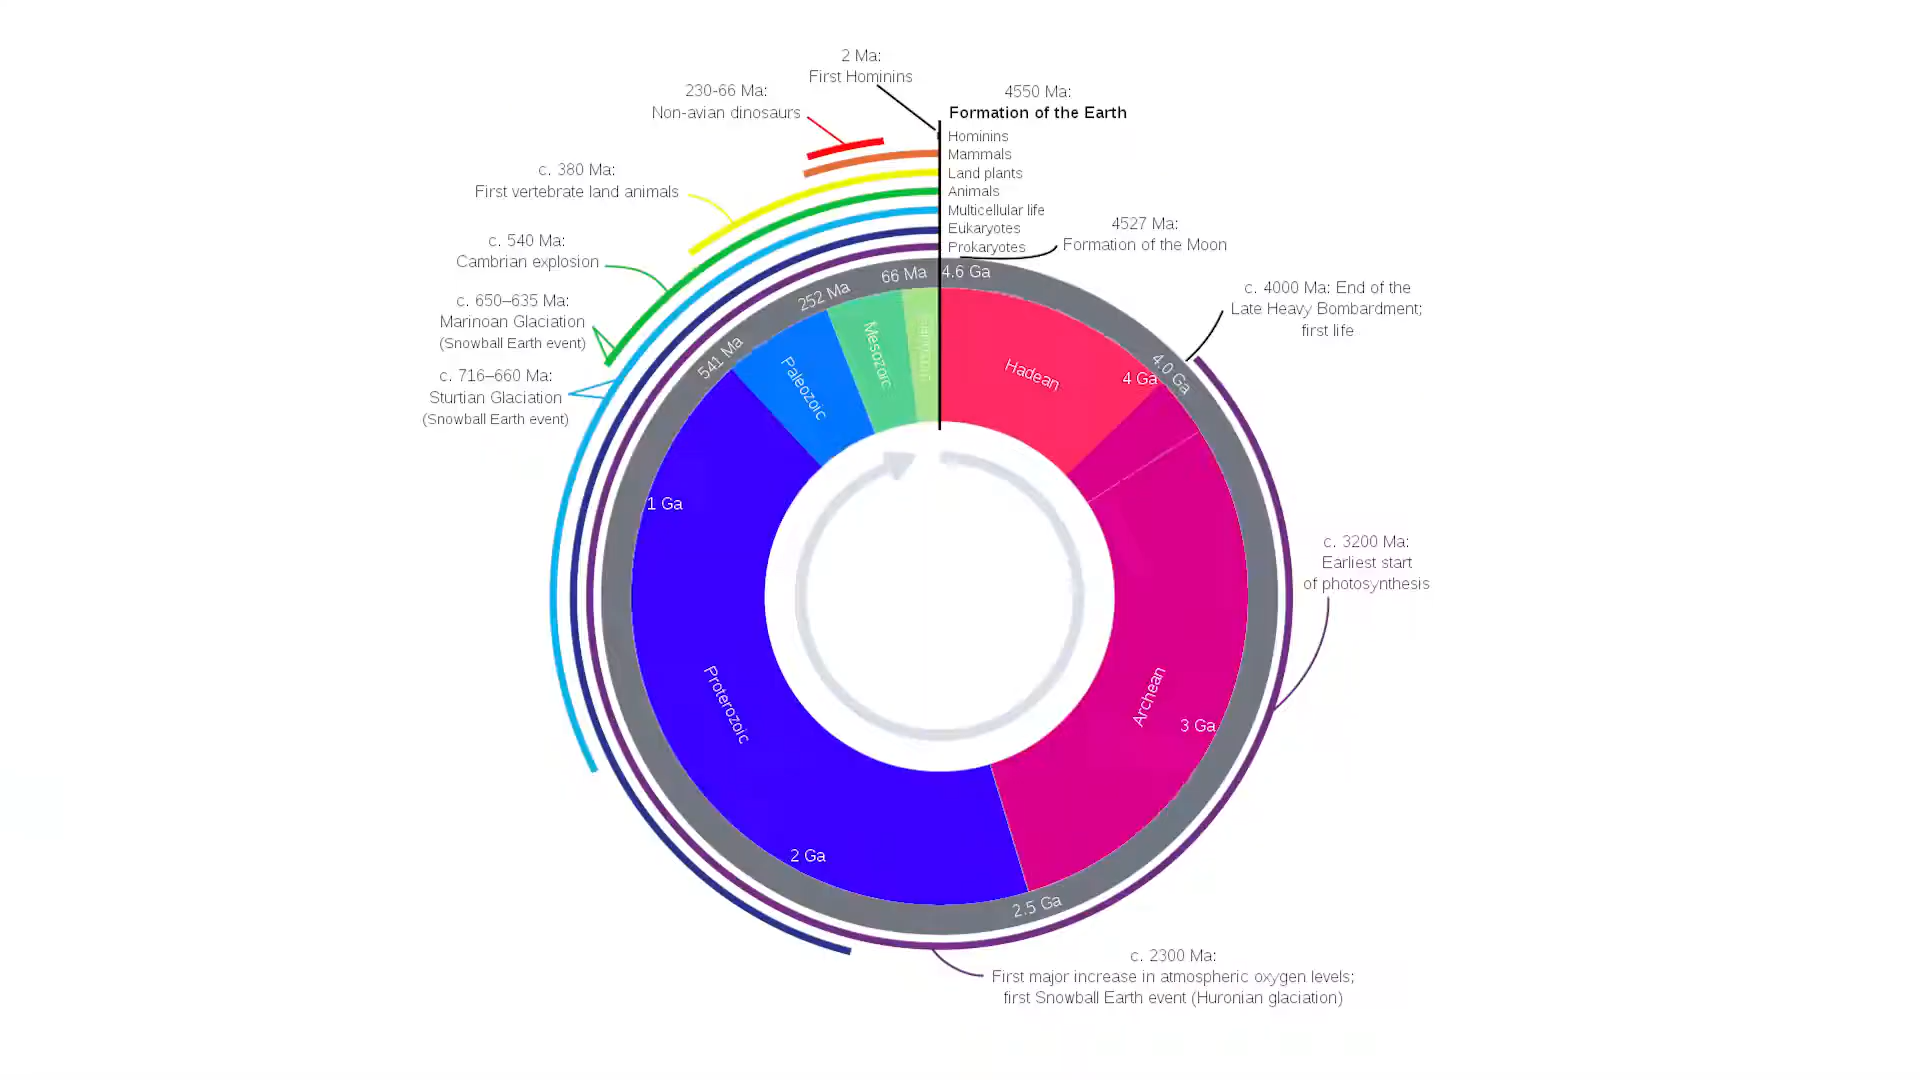 2 Ma:
First Hominins
230-66 Ma:
Non-avian dinosaurs
4550 Ma:
Formation of the Earth
Hominins
Mammals
Land plants
Animals
Multicellular life
Eukaryotes
Prokaryotes
c. 380 Ma:
First vertebrate land animals
4527 Ma:
Formation of the Moon
c. 540 Ma:
Cambrian explosion
c. 650–635 Ma:
Marinoan Glaciation
(Snowball Earth event)
c. 716–660 Ma:
Sturtian Glaciation
(Snowball Earth event)
c. 4000 Ma: End of the
Late Heavy Bombardment;
first life
c. 3200 Ma:
Earliest start
of photosynthesis
c. 2300 Ma:
First major increase in atmospheric oxygen levels;
first Snowball Earth event (Huronian glaciation)
4.6 Ga
4.0 Ga
2.5 Ga
541 Ma
252 Ma
66 Ma
Hadean
4 Ga
Archean
3 Ga
Proterozoic
2 Ga
1 Ga
Paleozoic
Mesozoic